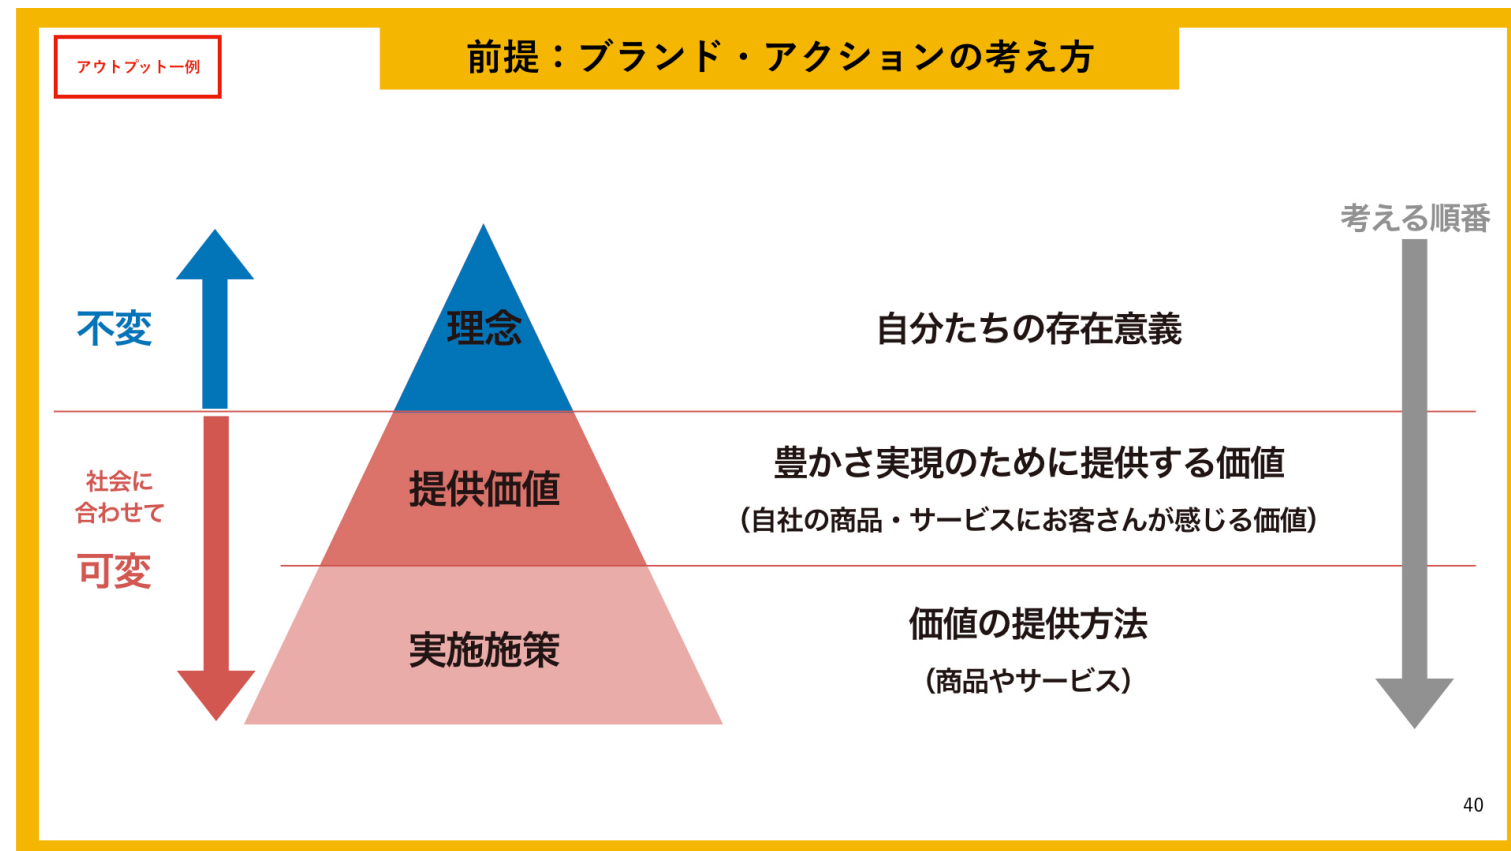 アウトプット一例
前提：ブランド・アクションの考え方
考える順番
不変
理念
自分たちの存在意義
社会に
合わせて
可変
提供価値
豊かさ実現のために提供する価値
（自社の商品・サービスにお客さんが感じる価値）
実施施策
価値の提供方法
（商品やサービス）
40